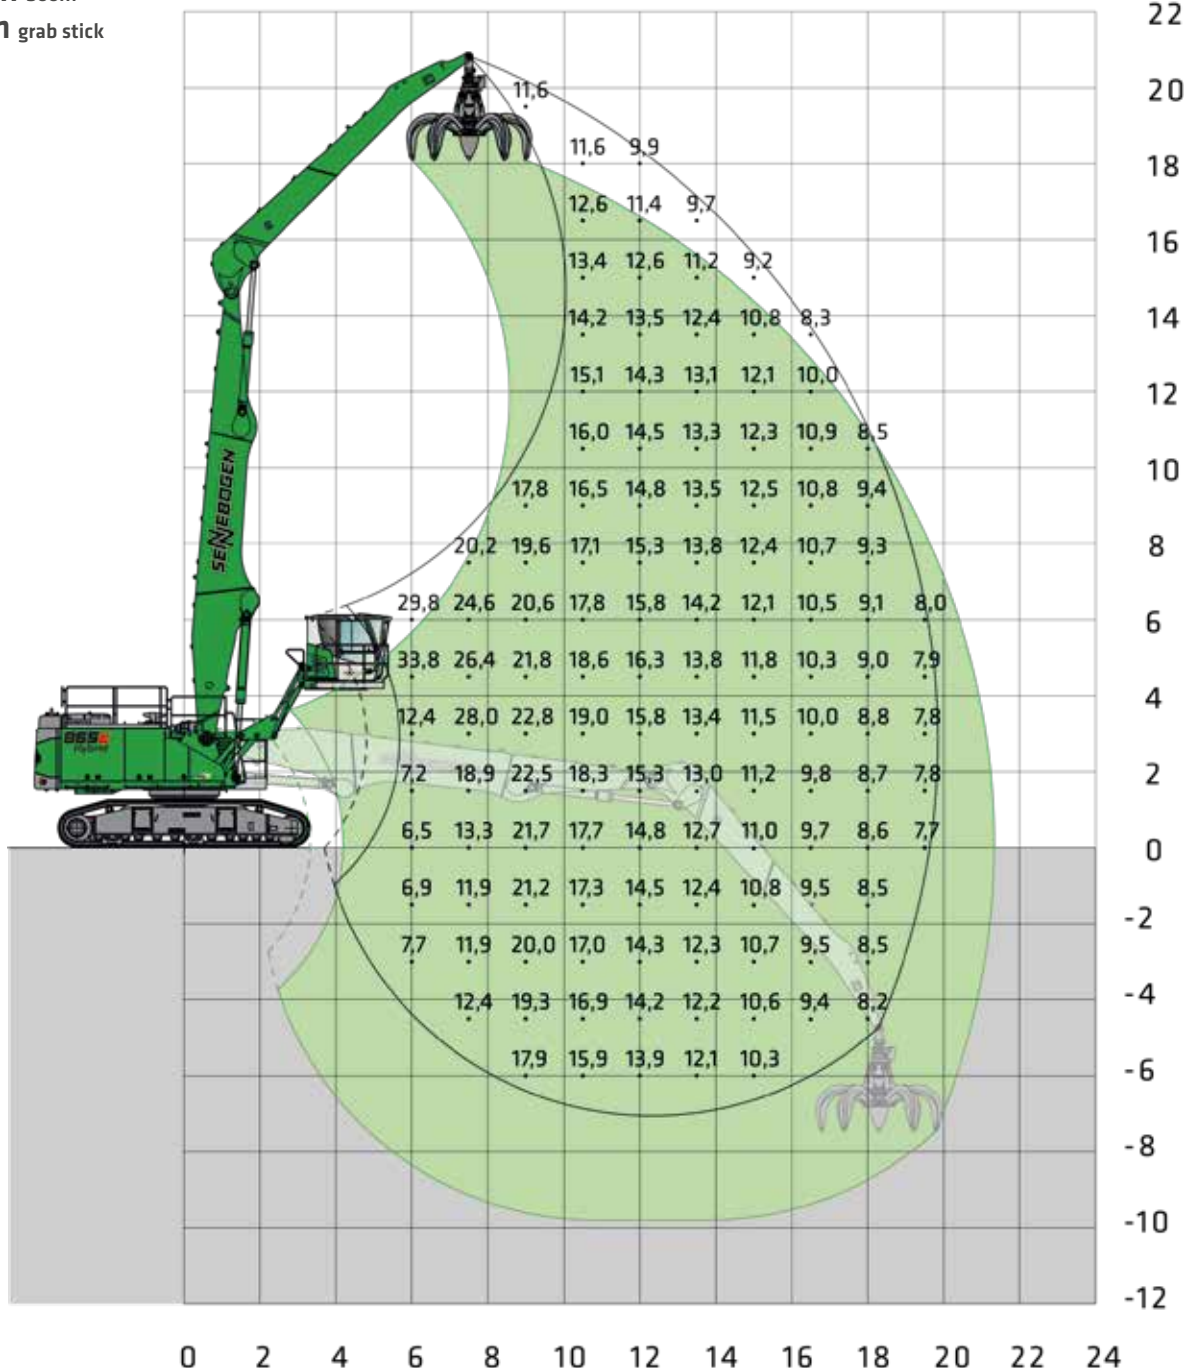 boom
grab stick
22
11,6
20
11,6 9,9
18
12,6 11,4 9,7
16
13,4 12,6 11,2 9,2
14,2 13,5 12,4 10,8 8,3
14
15,1 14,3 13,1 12,1 10,0
12
16,0 14,5 13,3 12,3 10,9 8,5
10
17,8 16,5 14,8 13,5 12,5 10,8 9,4
SENNEBOGEN
20,2 19,6 17,1 15,3 13,8 12,4 10,7 9,3
8
29,8 24,6 20,6 17,8 15,8 14,2 12,1 10,5 9,1 8,0
6
33,8 26,4 21,8 18,6 16,3 13,8 11,8 10,3 9,0 7,9
4
12,4 28,0 22,8 19,0 15,8 13,4 11,5 10,0 8,8 7,8
865E
Hybrid
7,2 18,9 22,5 18,3 15,3 13,0 11,2 9,8 8,7 7,8
2
6,5 13,3 21,7 17,7 14,8 12,7 11,0 9,7 8,6 7,7
0
6,9 11,9 21,2 17,3 14,5 12,4 10,8 9,5 8,5
-2
7,7 11,9 20,0 17,0 14,3 12,3 10,7 9,5 8,5
-4
12,4 19,3 16,9 14,2 12,2 10,6 9,4 8,2
17,9 15,9 13,9 12,1 10,3
-6
-8
-10
-12
0 2 4 6 8 10 12 14 16 18 20 22 24